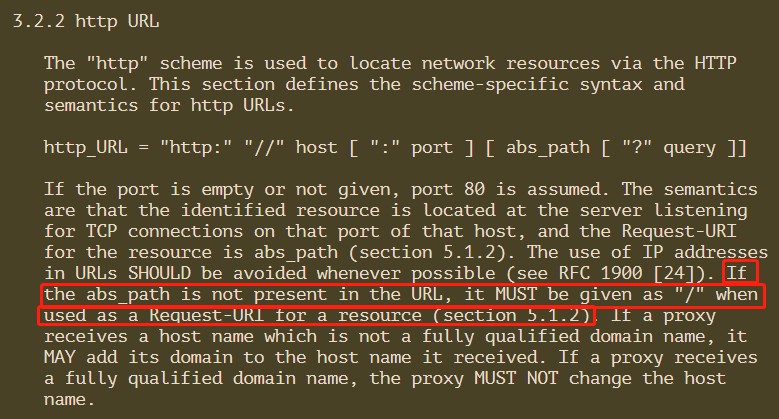 3.2.2 http URL
The "http" scheme is used to locate network resources via the HTTP
protocol. This section defines the scheme-specific syntax and
semantics for http URLs.
http_URL = "http:" "//" host [ ":" port ] [ abs_path [ "?" query ]]
If the port is empty or not given, port 80 is assumed. The semantics
are that the identified resource is located at the server listening
for TCP connections on that port of that host, and the Request-URI
for the resource is abs_path (section 5.1.2). The use of IP addresses
in URLs SHOULD be avoided whenever possible (see RFC 1900 [24]). If
the abs_path is not present in the URL, it MUST be given as "/" when
used as a Request-URI for a resource (section 5.1.2). If a proxy
receives a host name which is not a fully qualified domain name, it
MAY add its domain to the host name it received. If a proxy receives
a fully qualified domain name, the proxy MUST NOT change the host
name.